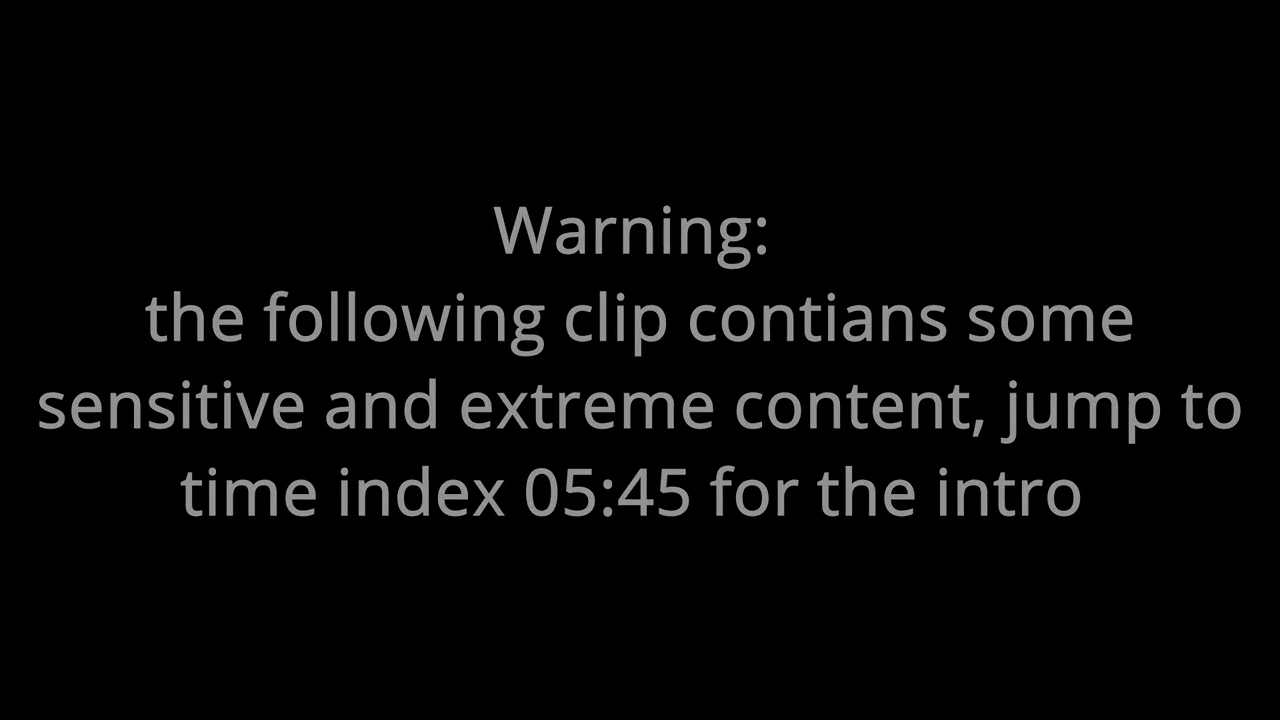 Warning:
the following clip contians some
sensitive and extreme content, jump to
time index 05:45 for the intro